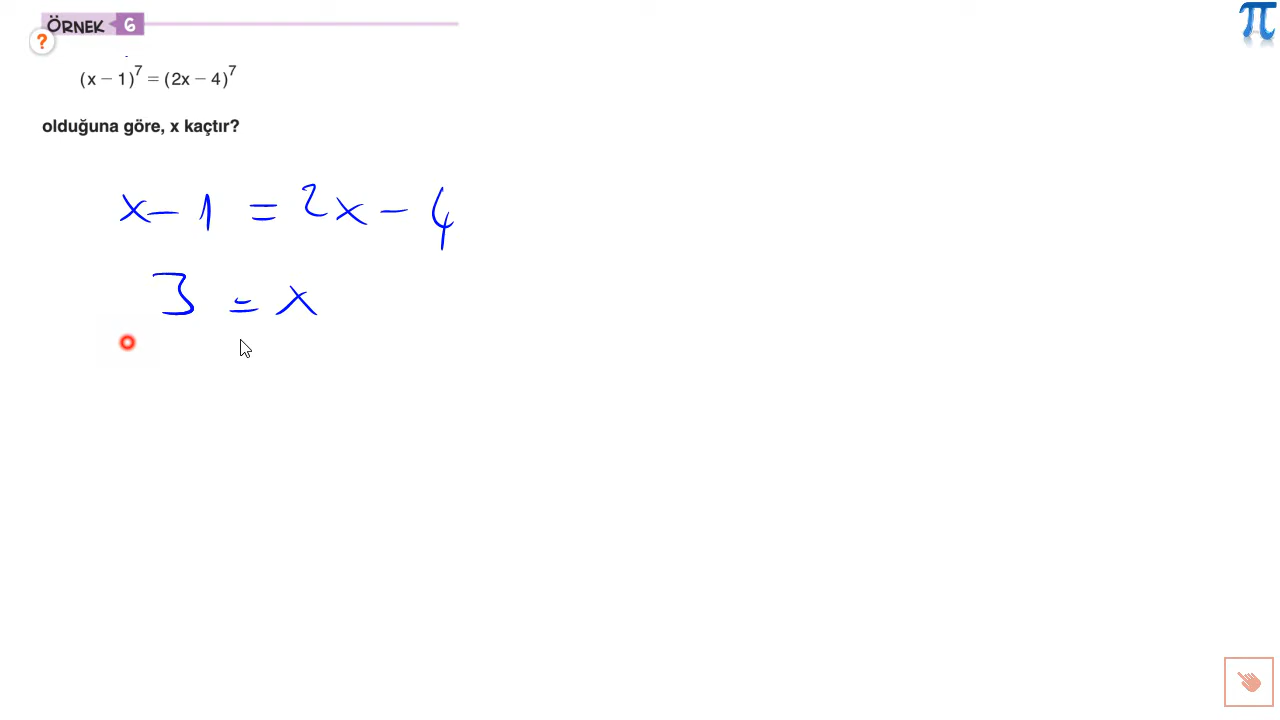 ÖRNEK 6
?
(x − 1)⁷ = (2x − 4)⁷
olduğuna göre, x kaçtır?
x − 1 = 2x − 4
3 = x